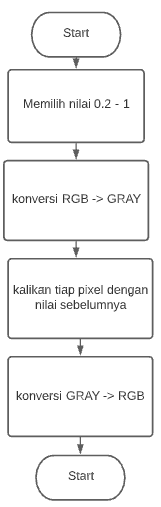 Start
Memilih nilai 0.2 - 1
konversi RGB -> GRAY
kalikan tiap pixel dengan
nilai sebelumnya
konversi GRAY -> RGB
Start